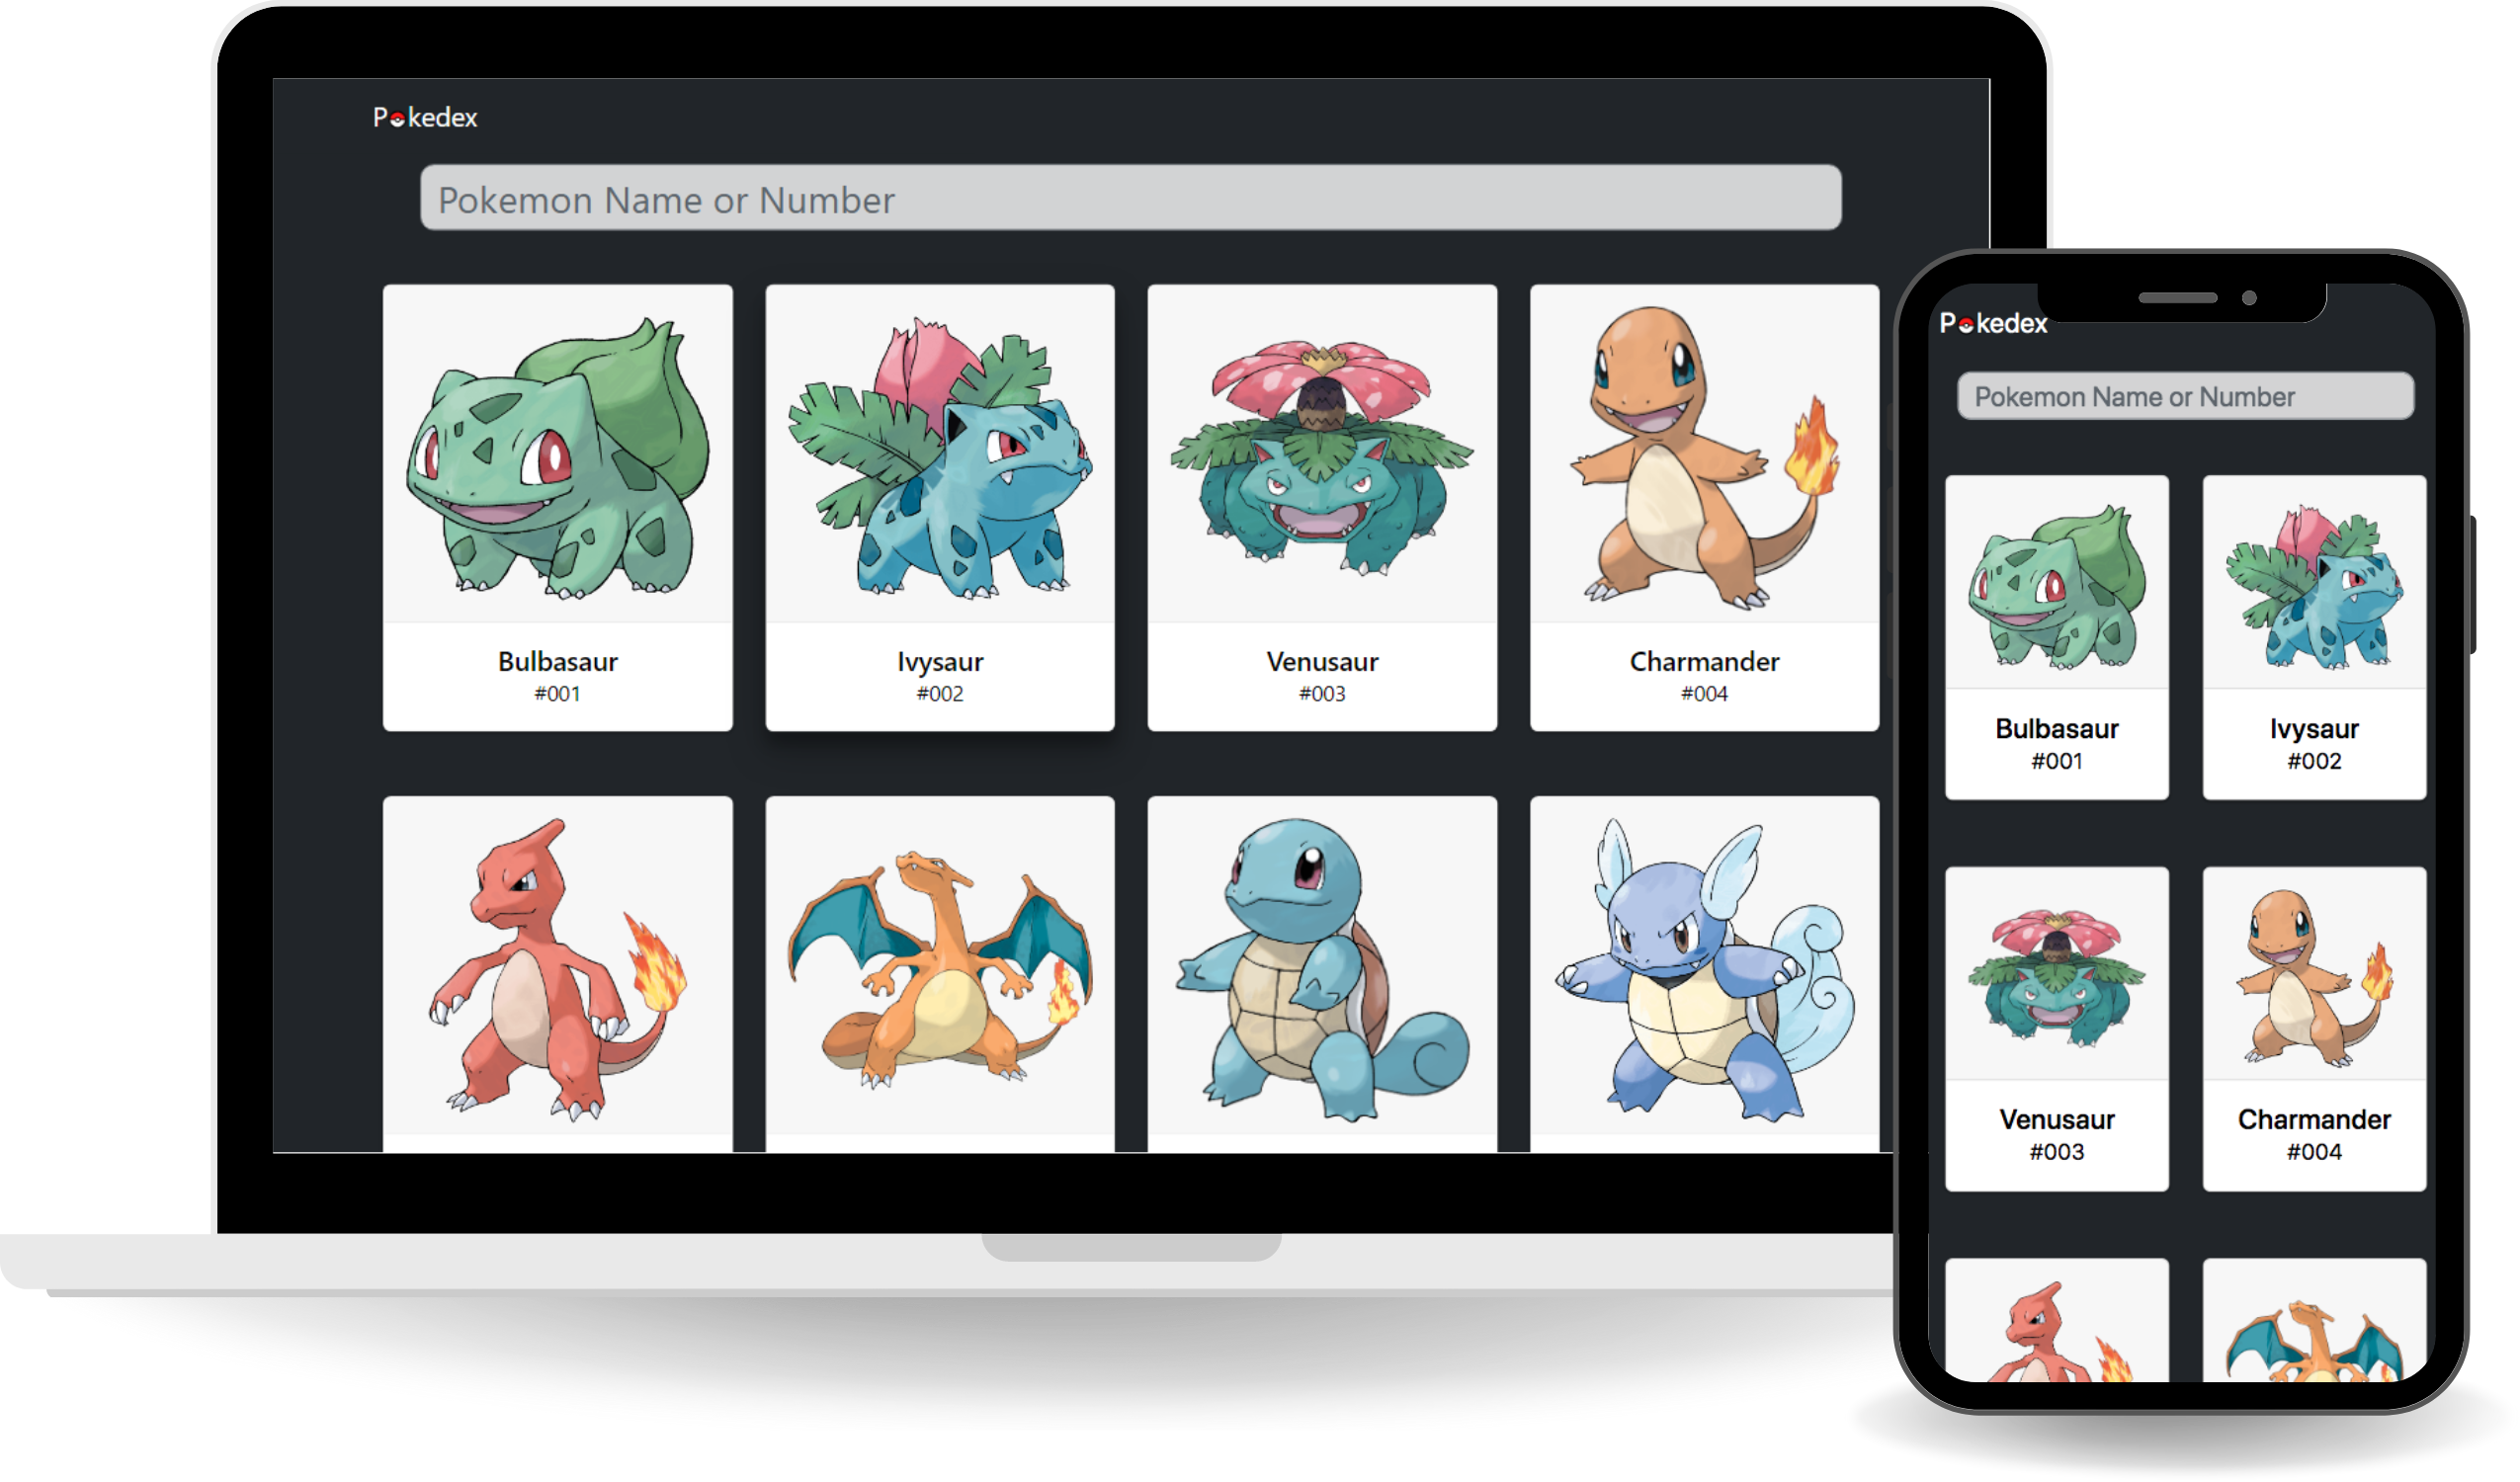 Pokedex
Pokemon Name or Number
Bulbasaur
#001
Ivysaur
#002
Venusaur
#003
Charmander
#004
Pokedex
Pokemon Name or Number
Bulbasaur
#001
Ivysaur
#002
Venusaur
#003
Charmander
#004